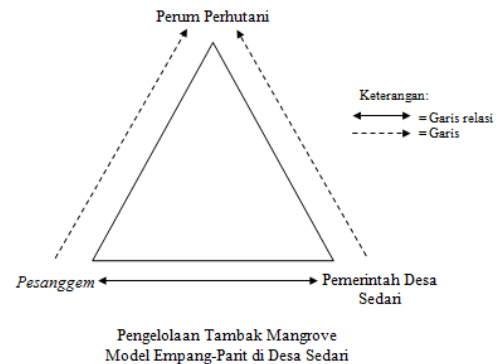 Perum Perhutani
Keterangan:
= Garis relasi
= Garis
Pesanggem
Pemerintah Desa
Sedari
Pengelolaan Tambak Mangrove
Model Empang-Parit di Desa Sedari